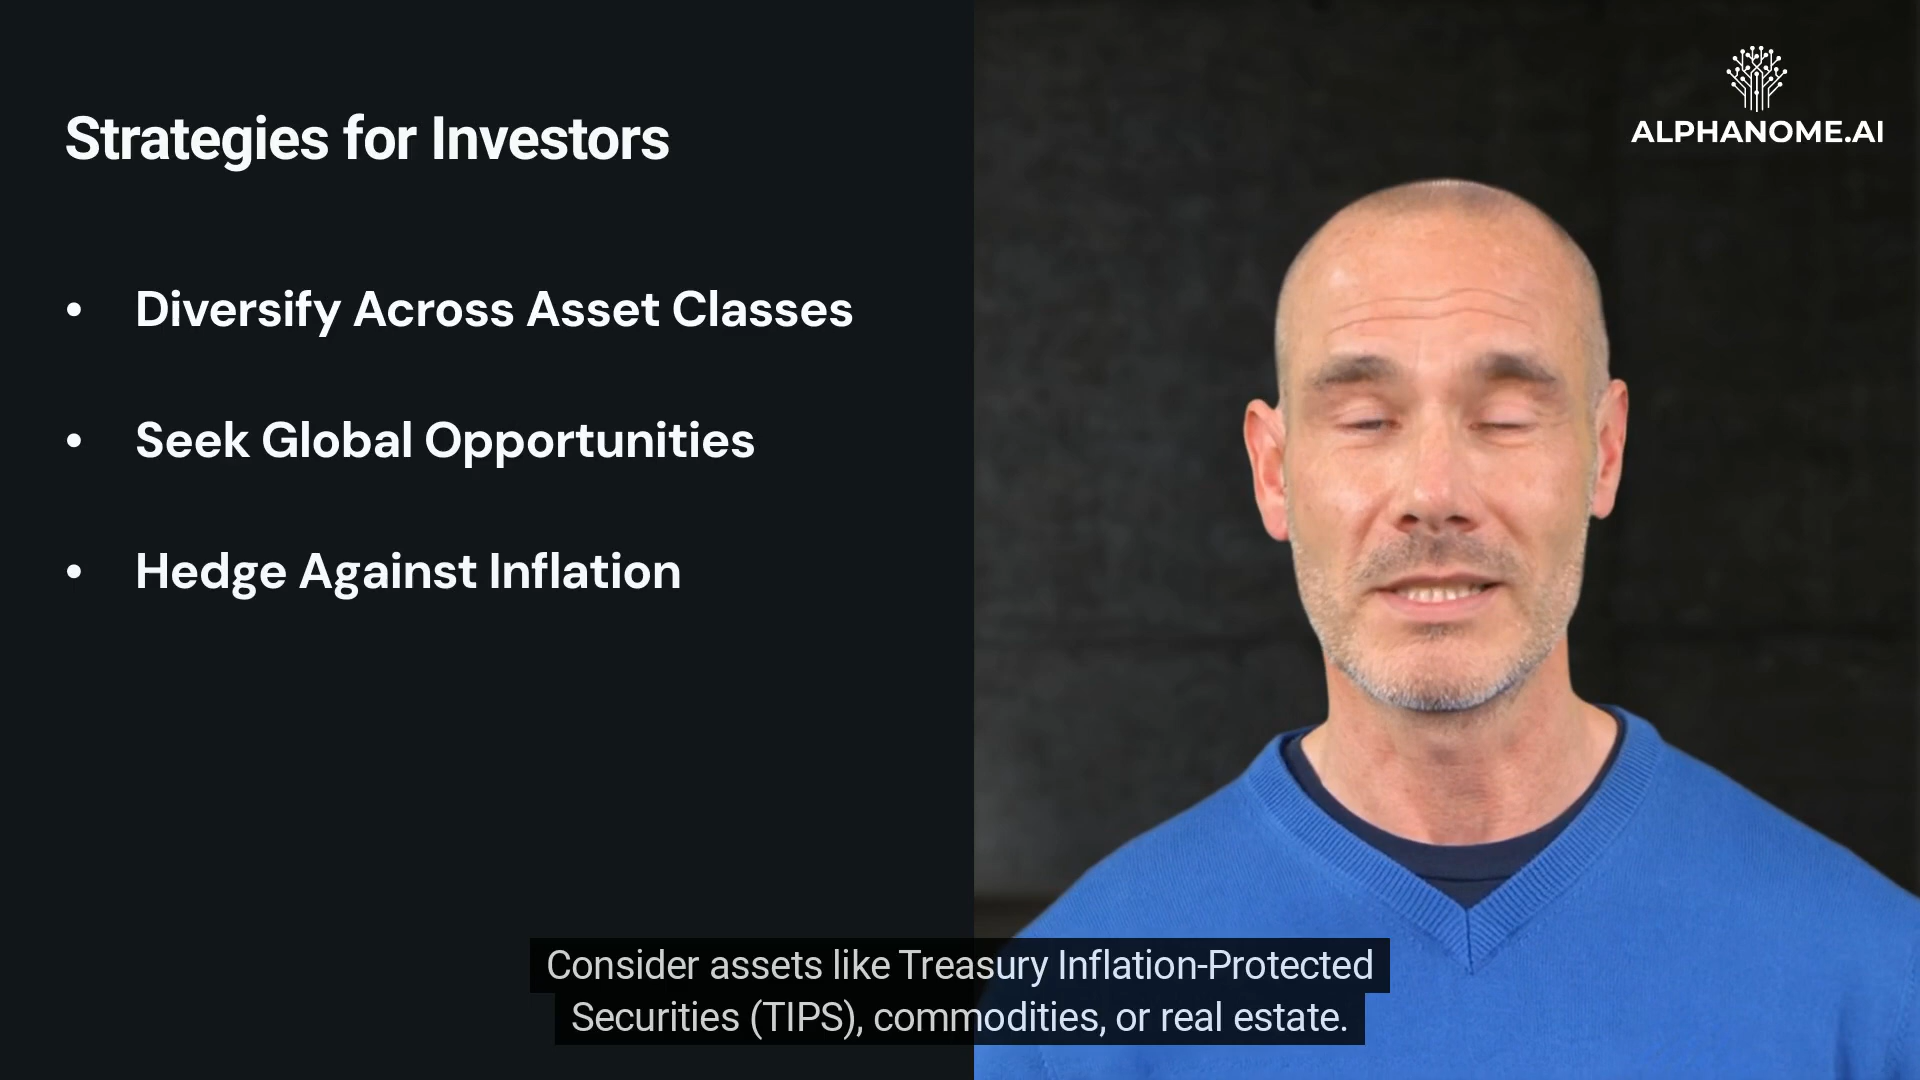 Strategies for Investors
• Diversify Across Asset Classes
• Seek Global Opportunities
• Hedge Against Inflation
ALPHANOME.AI
Consider assets like Treasury Inflation-Protected
Securities (TIPS), commodities, or real estate.